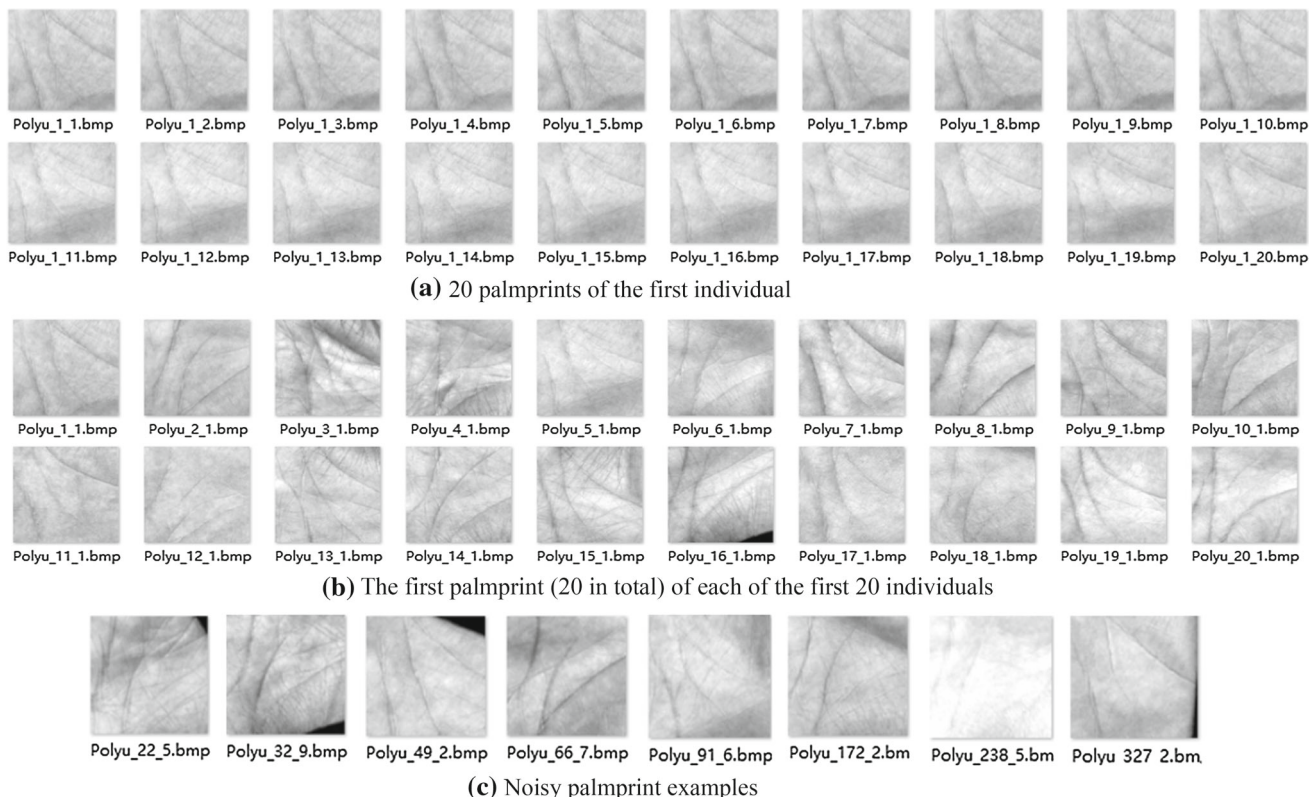 Polyu_1_1.bmp Polyu_1_2.bmp Polyu_1_3.bmp Polyu_1_4.bmp Polyu_1_5.bmp Polyu_1_6.bmp Polyu_1_7.bmp Polyu_1_8.bmp Polyu_1_9.bmp Polyu_1_10.bmp
Polyu_1_11.bmp Polyu_1_12.bmp Polyu_1_13.bmp Polyu_1_14.bmp Polyu_1_15.bmp Polyu_1_16.bmp Polyu_1_17.bmp Polyu_1_18.bmp Polyu_1_19.bmp Polyu_1_20.bmp
(a) 20 palmprints of the first individual
Polyu_1_1.bmp Polyu_2_1.bmp Polyu_3_1.bmp Polyu_4_1.bmp Polyu_5_1.bmp Polyu_6_1.bmp Polyu_7_1.bmp Polyu_8_1.bmp Polyu_9_1.bmp Polyu_10_1.bmp
Polyu_11_1.bmp Polyu_12_1.bmp Polyu_13_1.bmp Polyu_14_1.bmp Polyu_15_1.bmp Polyu_16_1.bmp Polyu_17_1.bmp Polyu_18_1.bmp Polyu_19_1.bmp Polyu_20_1.bmp
(b) The first palmprint (20 in total) of each of the first 20 individuals
Polyu_22_5.bmp Polyu_32_9.bmp Polyu_49_2.bmp Polyu_66_7.bmp Polyu_91_6.bmp Polyu_172_2.bm Polyu_238_5.bm Polyu 327 2.bm
(c) Noisy palmprint examples